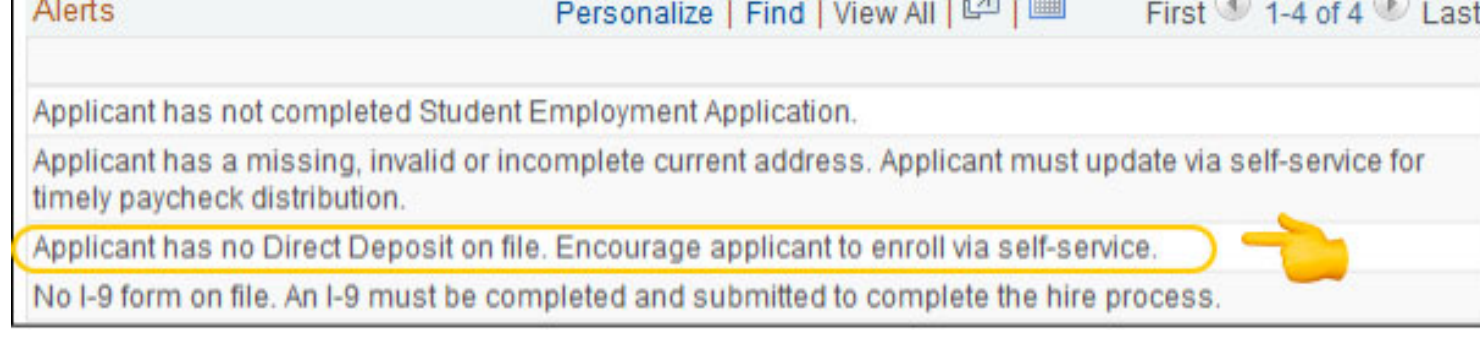 Alerts Personalize | Find | View All | | First 1-4 of 4 Last
Applicant has not completed Student Employment Application.
Applicant has a missing, invalid or incomplete current address. Applicant must update via self-service for
timely paycheck distribution.
Applicant has no Direct Deposit on file. Encourage applicant to enroll via self-service.
No I-9 form on file. An I-9 must be completed and submitted to complete the hire process.